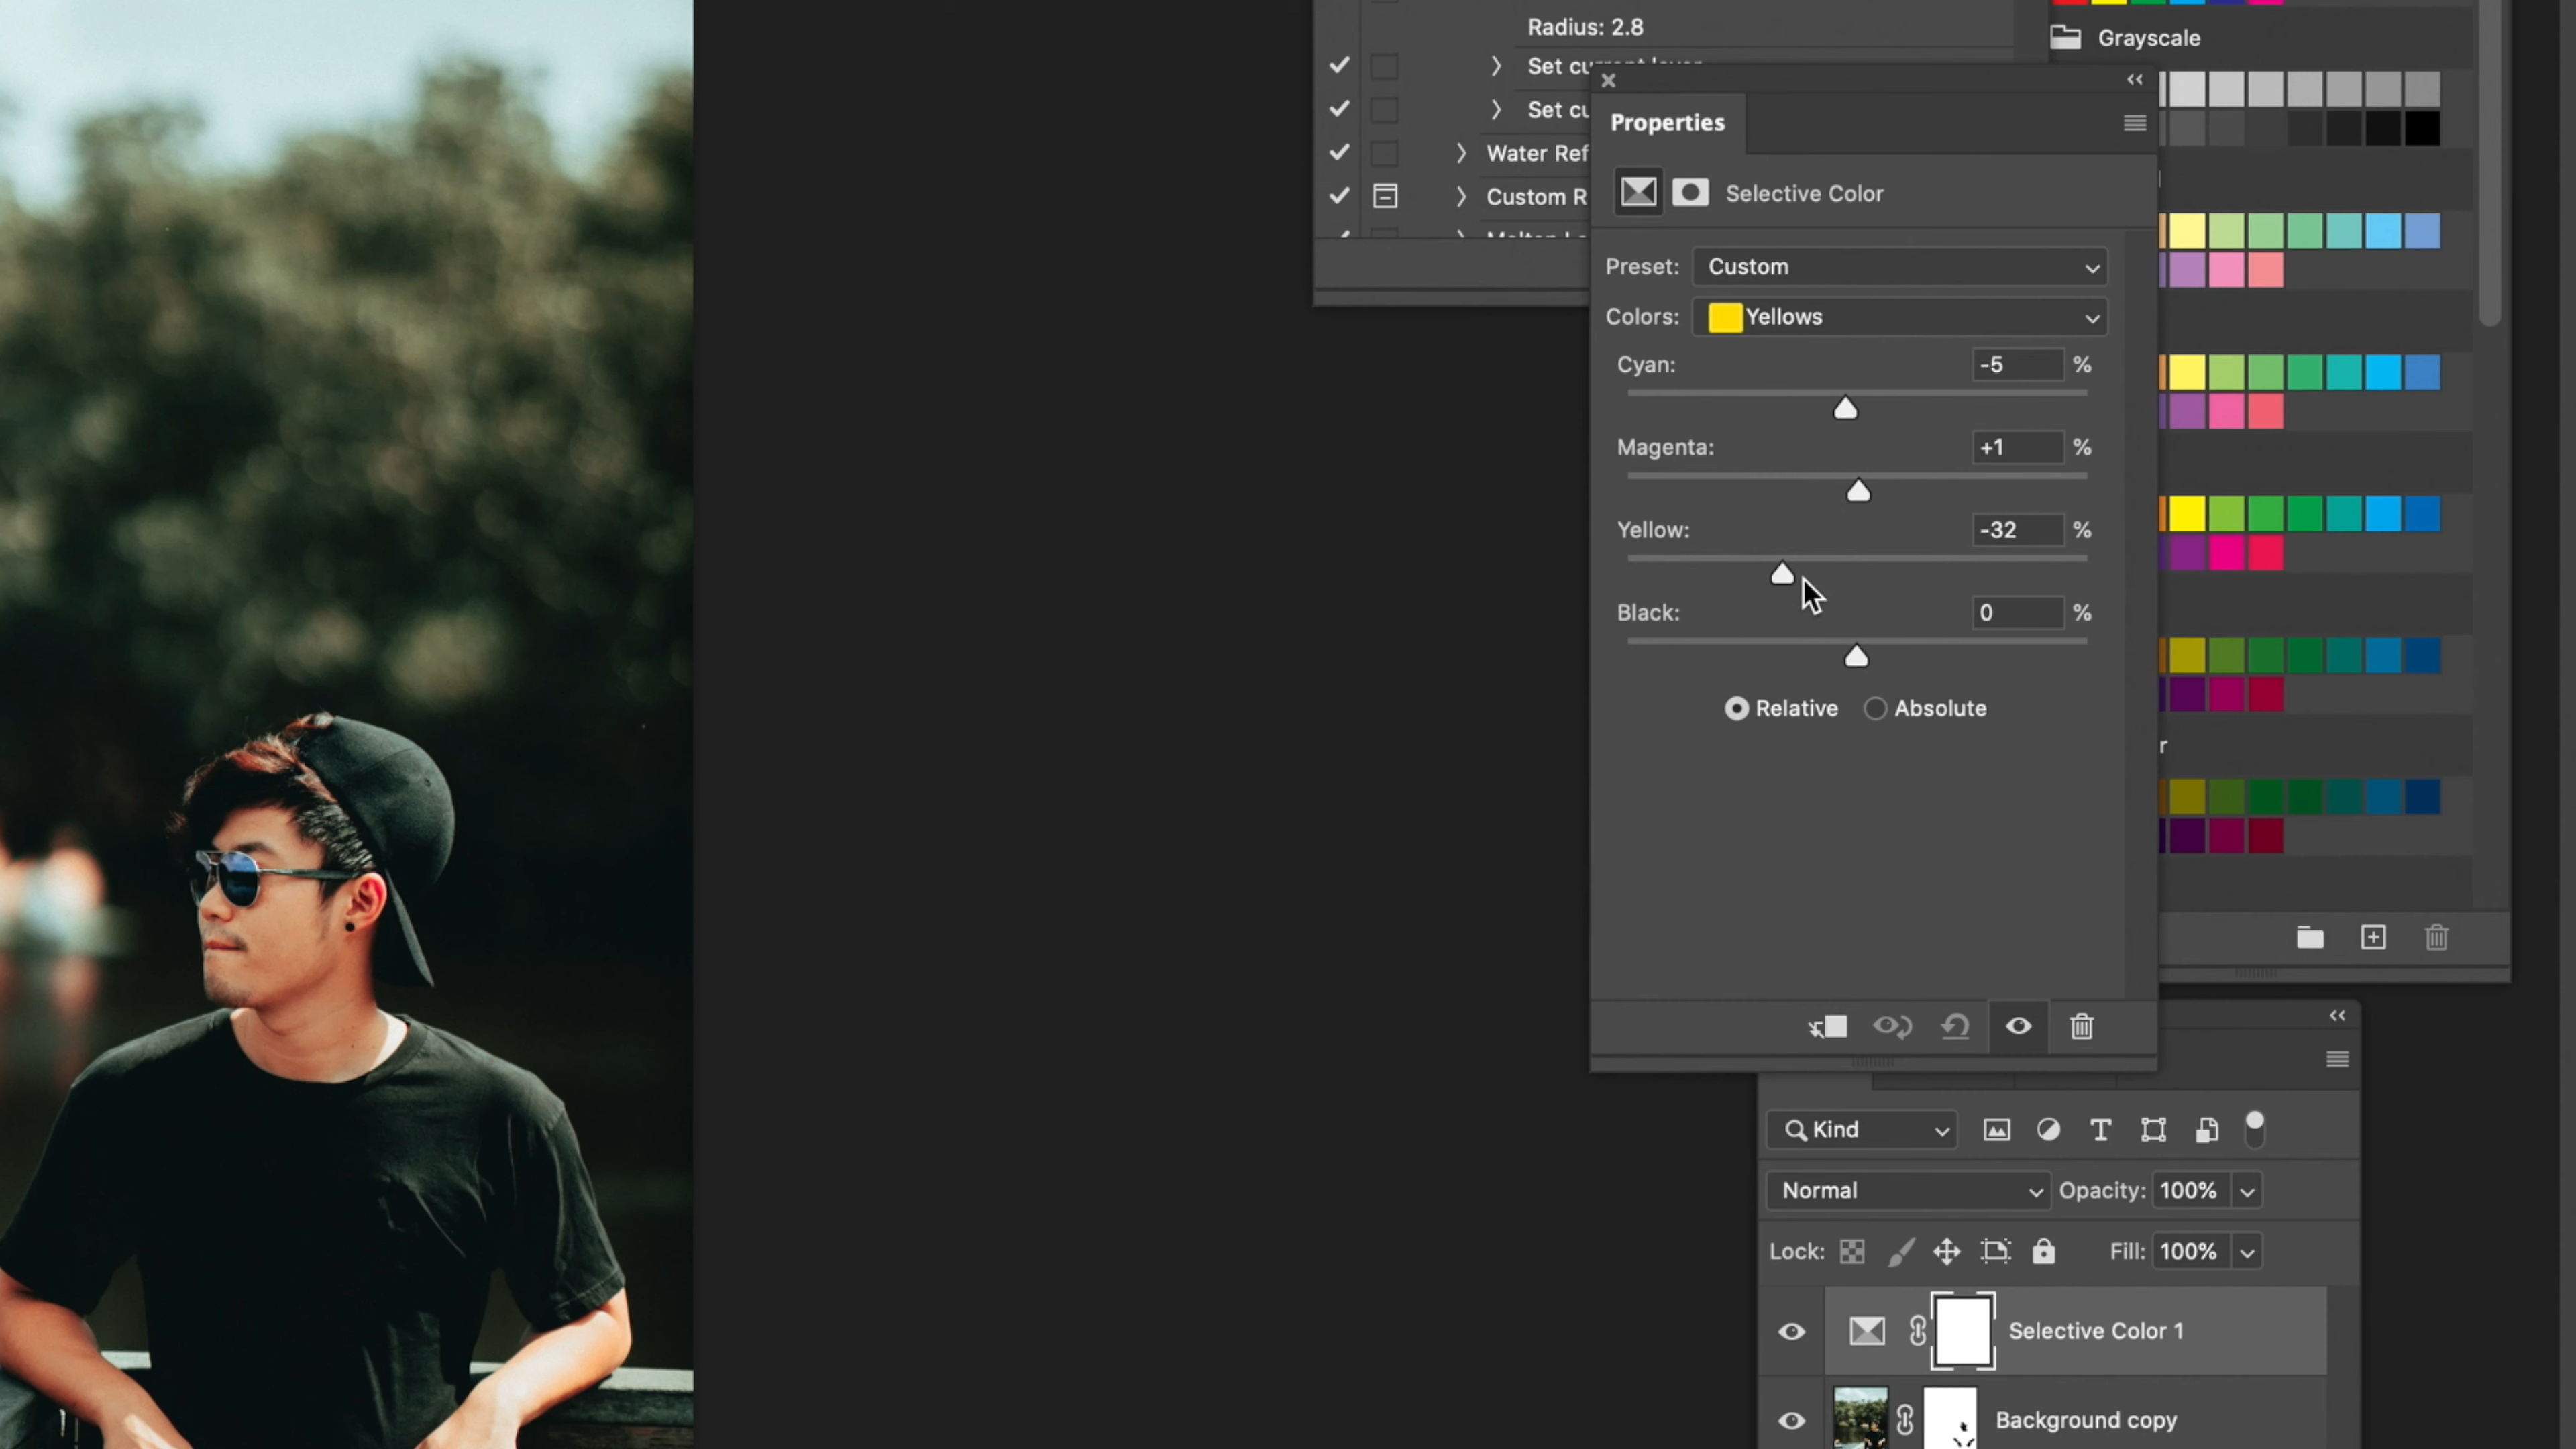 Radius: 2.8
Set current layer
Set cu
Water Ref
Custom R
Grayscale
Properties
Selective Color
Preset: Custom
Colors: Yellows
Cyan: -5 %
Magenta: +1 %
Yellow: -32 %
Black: 0 %
Relative Absolute
r
Kind
Normal Opacity: 100%
Lock: Fill: 100%
Selective Color 1
Background copy